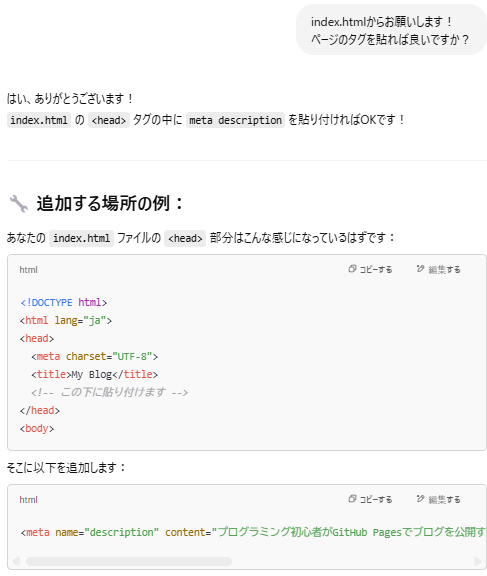 index.htmlからお願いします！
ページのタグを貼れば良いですか？
はい、ありがとうございます！
index.html の <head> タグの中に meta description を貼り付ければOKです！
🔧 追加する場所の例：
あなたの index.html ファイルの <head> 部分はこんな感じになっているはずです：
html コピーする 編集する
<!DOCTYPE html>
<html lang="ja">
<head>
<meta charset="UTF-8">
<title>My Blog</title>
<!-- この下に貼り付けます -->
</head>
<body>
そこに以下を追加します：
html コピーする 編集する
<meta name="description" content="プログラミング初心者がGitHub Pagesでブログを公開す